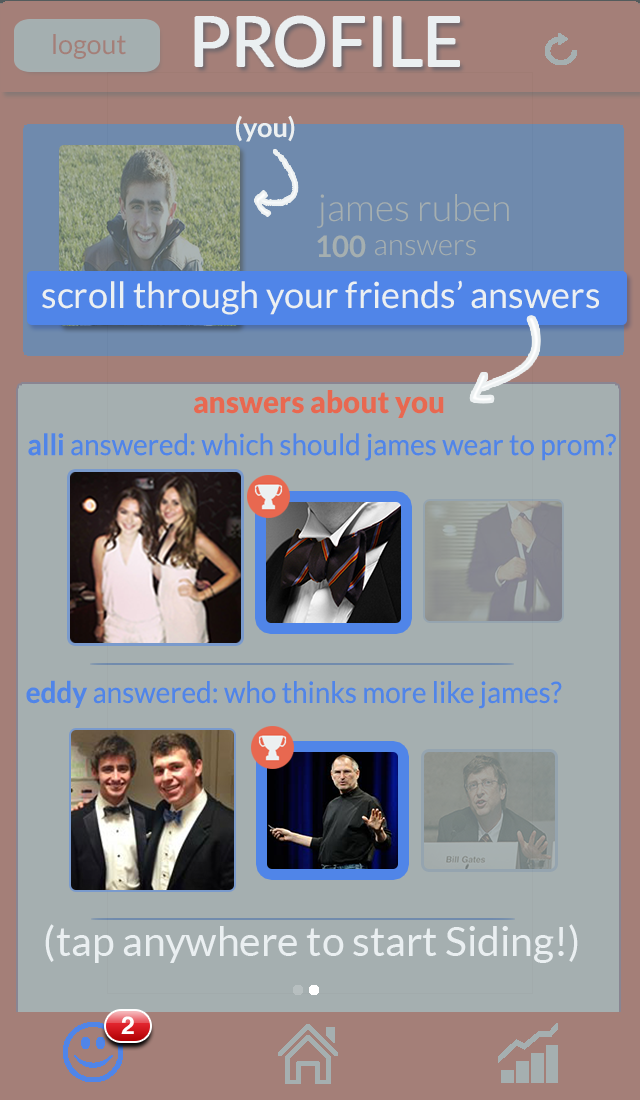 logout
PROFILE
(you)
james ruben
100 answers
scroll through your friends’ answers
answers about you
alli answered: which should james wear to prom?
eddy answered: who thinks more like james?
Bill Gates
(tap anywhere to start Siding!)
2